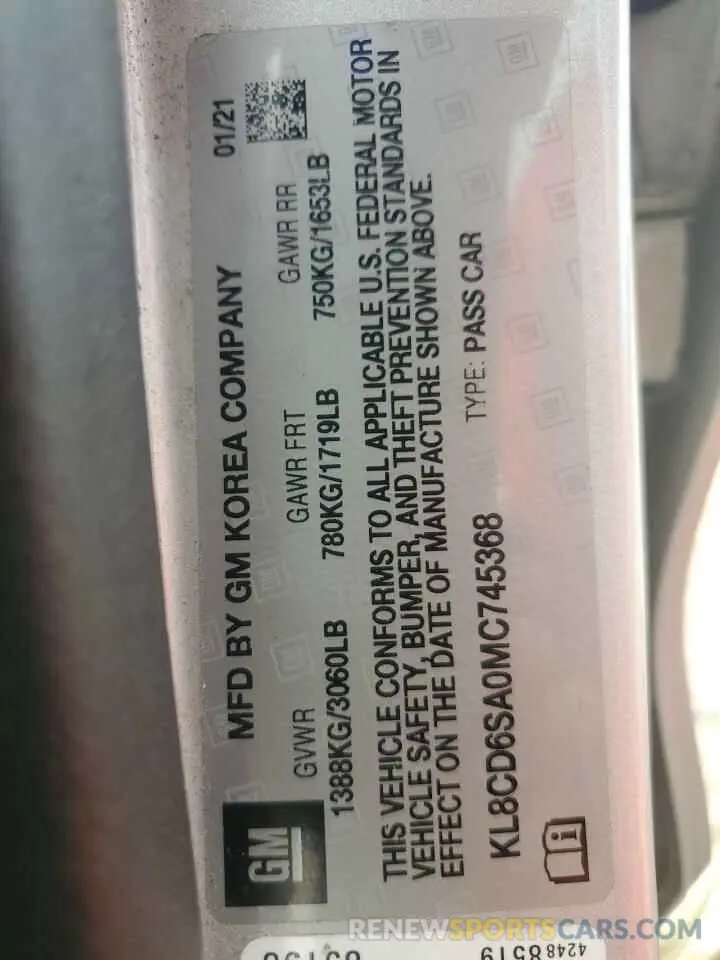 MFD BY GM KOREA COMPANY 01/21
GM
GVWR GAWR FRT GAWR RR
1388KG/3060LB 780KG/1719LB 750KG/1653LB
THIS VEHICLE CONFORMS TO ALL APPLICABLE U.S. FEDERAL MOTOR
VEHICLE SAFETY, BUMPER, AND THEFT PREVENTION STANDARDS IN
EFFECT ON THE DATE OF MANUFACTURE SHOWN ABOVE.
KL8CD6SA0MC745368 TYPE: PASS CAR
42488519
RENEWSPORTSCARS.COM